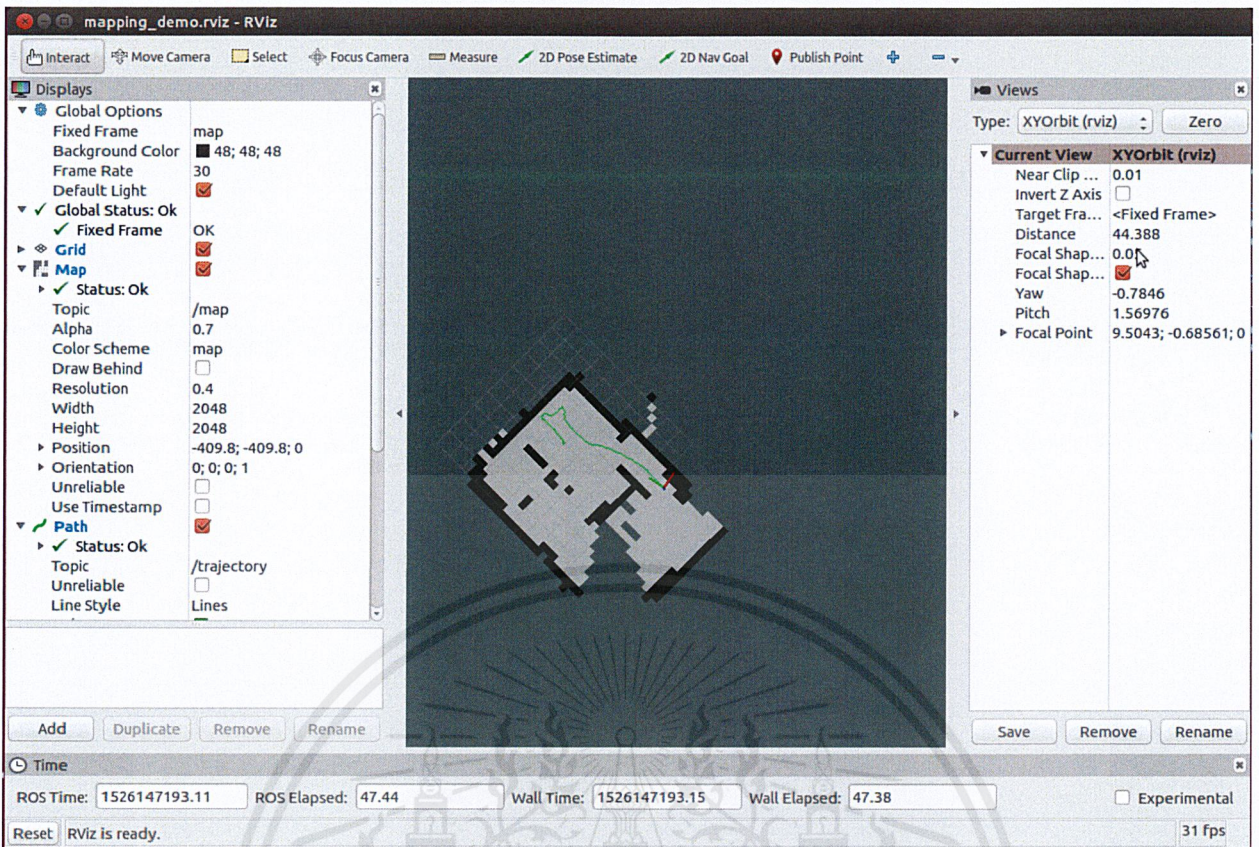 mapping_demo.rviz - RViz
Interact Move Camera Select Focus Camera Measure 2D Pose Estimate 2D Nav Goal Publish Point
Displays
Global Options
Fixed Frame map
Background Color 48; 48; 48
Frame Rate 30
Default Light
Global Status: Ok
Fixed Frame OK
Grid
Map
Status: Ok
Topic /map
Alpha 0.7
Color Scheme map
Draw Behind
Resolution 0.4
Width 2048
Height 2048
Position -409.8; -409.8; 0
Orientation 0; 0; 0; 1
Unreliable
Use Timestamp
Path
Status: Ok
Topic /trajectory
Unreliable
Line Style Lines
Add Duplicate Remove Rename
Views
Type: XYOrbit (rviz) Zero
Current View XYOrbit (rviz)
Near Clip ... 0.01
Invert Z Axis
Target Fra... <Fixed Frame>
Distance 44.388
Focal Shap...
Focal Shap...
Yaw -0.7846
Pitch 1.56976
Focal Point 9.5043; -0.68561; 0
Save Remove Rename
Time
ROS Time: 1526147193.11 ROS Elapsed: 47.44 Wall Time: 1526147193.15 Wall Elapsed: 47.38 Experimental
Reset RViz is ready. 31 fps